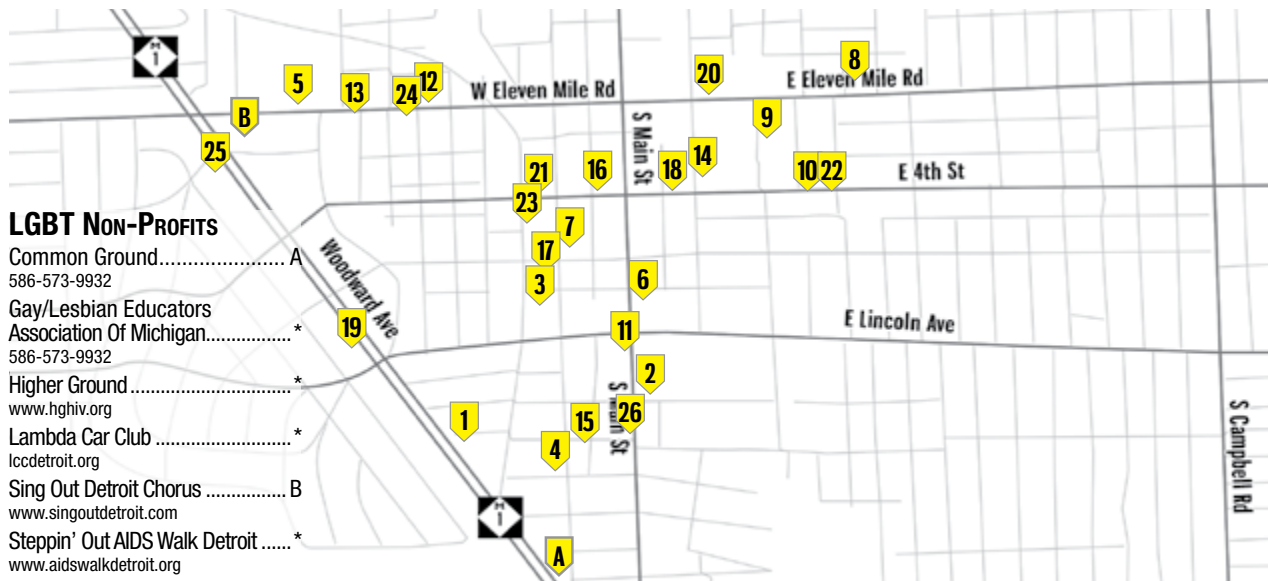 M
1
5
13
24
12
W Eleven Mile Rd
20
E Eleven Mile Rd
8
B
9
25
S Main St
21
16
18
14
10
22
E 4th St
23
7
17
3
6
Woodward Ave
19
11
E Lincoln Ave
2
1
15
S Main St
26
4
S Campbell Rd
M
1
A
LGBT Non-Profits
Common Ground....................... A
586-573-9932
Gay/Lesbian Educators
Association Of Michigan................. *
586-573-9932
Higher Ground ................................ *
www.hghiv.org
Lambda Car Club ........................... *
lccdetroit.org
Sing Out Detroit Chorus ................ B
www.singoutdetroit.com
Steppin’ Out AIDS Walk Detroit ...... *
www.aidswalkdetroit.org